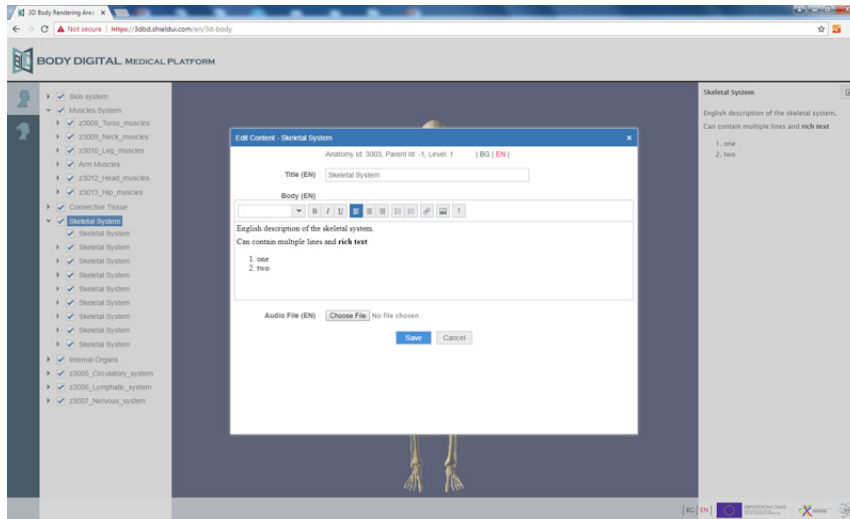 3D Body Rendering Area
Not secure | https://3dbd.shieldui.com/en/3d-body
BODY DIGITAL MEDICAL PLATFORM
Skin system
Muscles System
z3008_Torso_muscles
z3009_Neck_muscles
z3010_Leg_muscles
Arm Muscles
z3012_Head_muscles
z3013_Hip_muscles
Connective Tissue
Skeletal System
Skeletal System
Skeletal System
Skeletal System
Skeletal System
Skeletal System
Skeletal System
Skeletal System
Skeletal System
Skeletal System
Internal Organs
z3005_Circulatory_system
z3006_Lymphatic_system
z3007_Nervous_system
Edit Content - Skeletal System
Anatomy Id: 3003, Parent Id: -1, Level: 1 | BG | EN |
Title (EN) Skeletal System
Body (EN)
B I U ?
English description of the skeletal system.
Can contain multiple lines and rich text
1. one
2. two
Audio File (EN) Choose File No file chosen
Save Cancel
Skeletal System
English description of the skeletal system.
Can contain multiple lines and rich text
1. one
2. two
| BG | EN |